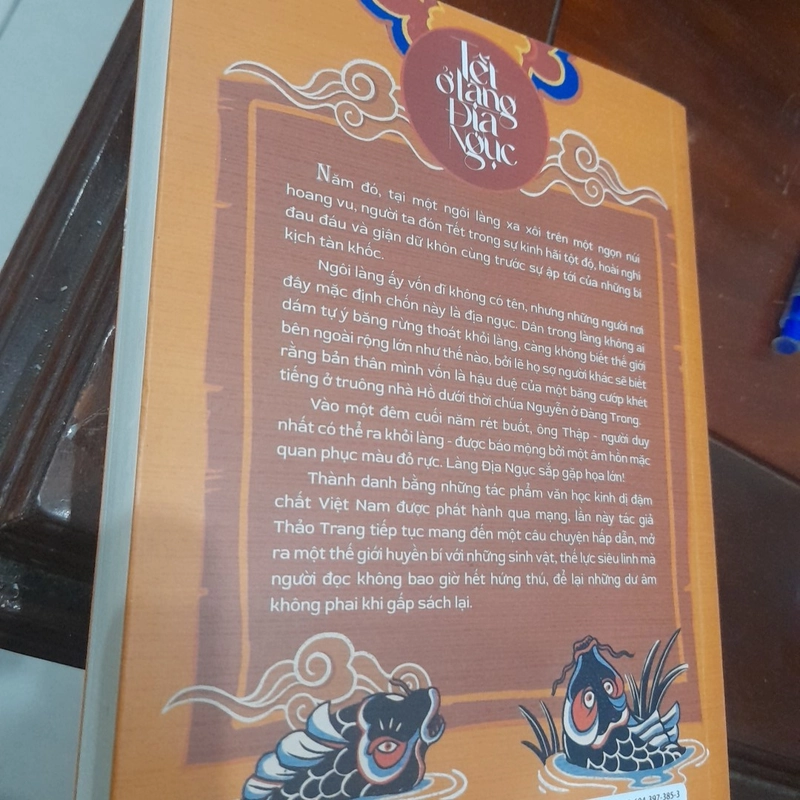 Tết
ở Làng
Địa
Ngục
Năm đó, tại một ngôi làng xa xôi trên một ngọn núi
hoang vu, người ta đón Tết trong sự kinh hãi tột độ, hoài nghi
đau đáu và giận dữ khôn cùng trước sự ập tới của những bi
kịch tàn khốc.
Ngôi làng ấy vốn dĩ không có tên, nhưng những người nơi
đây mặc định chốn này là địa ngục. Dân trong làng không ai
dám tự ý băng rừng thoát khỏi làng, càng không biết thế giới
bên ngoài rộng lớn như thế nào, bởi lẽ họ sợ người khác sẽ biết
rằng bản thân mình vốn là hậu duệ của một băng cướp khét
tiếng ở truông nhà Hồ dưới thời chúa Nguyễn ở Đàng Trong.
Vào một đêm cuối năm rét buốt, ông Thập - người duy
nhất có thể ra khỏi làng - được báo mộng bởi một âm hồn mặc
quan phục màu đỏ rực. Làng Địa Ngục sắp gặp họa lớn!
Thành danh bằng những tác phẩm văn học kinh dị đậm
chất Việt Nam được phát hành qua mạng, lần này tác giả
Thảo Trang tiếp tục mang đến một câu chuyện hấp dẫn, mở
ra một thế giới huyền bí với những sinh vật, thế lực siêu linh mà
người đọc không bao giờ hết hứng thú, để lại những dư âm
không phai khi gấp sách lại.
397-385-3